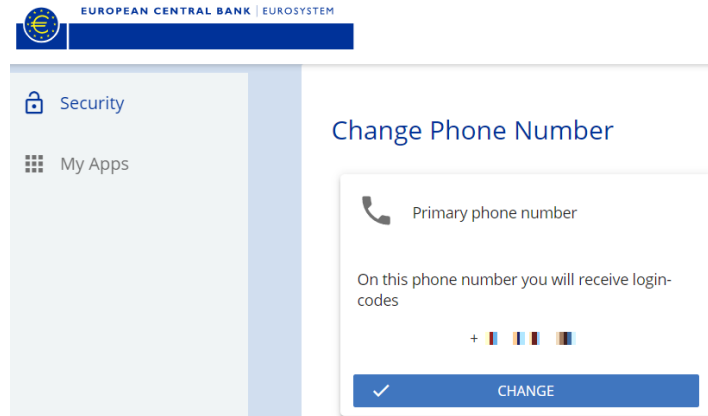 EUROPEAN CENTRAL BANK | EUROSYSTEM
Security
My Apps
Change Phone Number
Primary phone number
On this phone number you will receive login-
codes
+
CHANGE